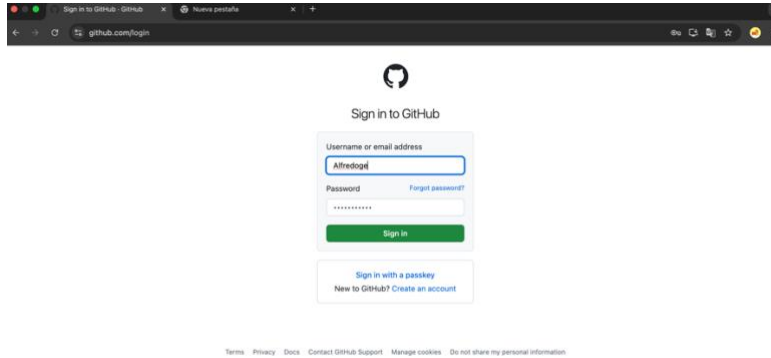 Sign in to GitHub · GitHub
Nueva pestaña
github.com/login
Sign in to GitHub
Username or email address
Alfredoge
Password Forgot password?
•••••••••••
Sign in
Sign in with a passkey
New to GitHub? Create an account
Terms Privacy Docs Contact GitHub Support Manage cookies Do not share my personal information